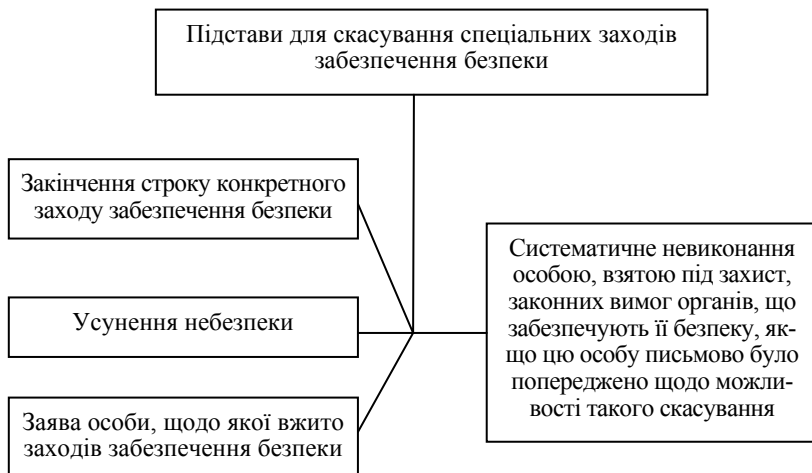 Підстави для скасування спеціальних заходів
забезпечення безпеки
Закінчення строку конкретного
заходу забезпечення безпеки
Усунення небезпеки
Заява особи, щодо якої вжито
заходів забезпечення безпеки
Систематичне невиконання
особою, взятою під захист,
законних вимог органів, що
забезпечують її безпеку, як-
що цю особу письмово було
попереджено щодо можли-
вості такого скасування